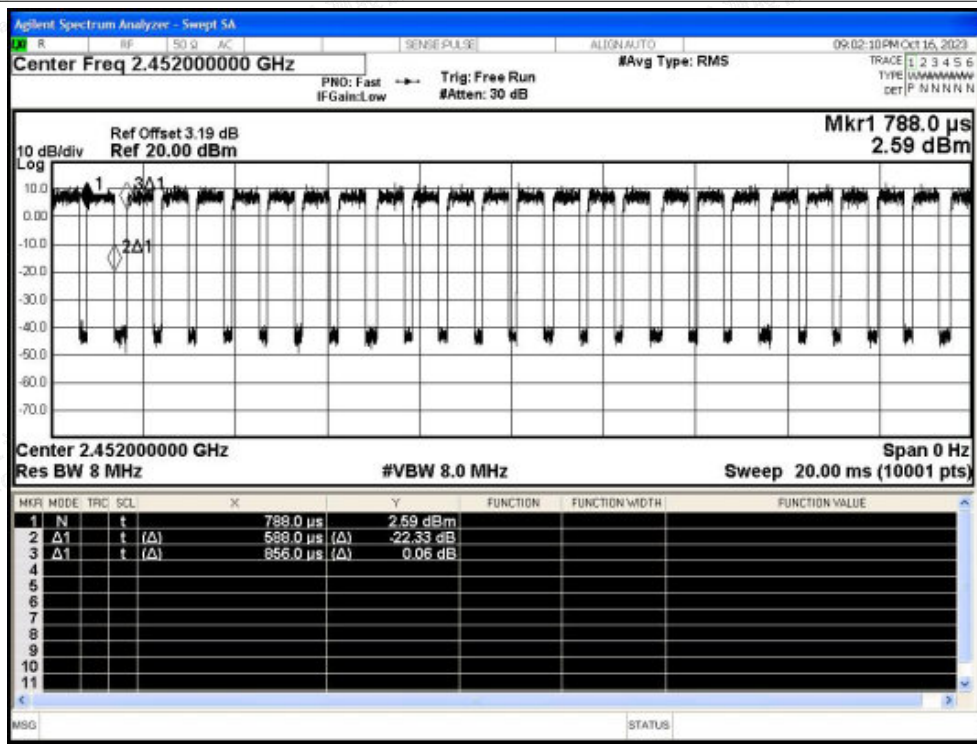 Agilent Spectrum Analyzer - Swept SA
R RF 50 Ω AC SENSE:PULSE ALIGN AUTO 09:02:10 PM Oct 16, 2023
Center Freq 2.452000000 GHz #Avg Type: RMS TRACE 1 2 3 4 5 6
PNO: Fast Trig: Free Run TYPE
IFGain:Low #Atten: 30 dB DET P N N N N N
Mkr1 788.0 µs
Ref Offset 3.19 dB
10 dB/div Ref 20.00 dBm 2.59 dBm
Log
10.0
0.00
-10.0
-20.0
-30.0
-40.0
-50.0
-60.0
-70.0
1 3Δ1
2Δ1
Center 2.452000000 GHz Span 0 Hz
Res BW 8 MHz #VBW 8.0 MHz Sweep 20.00 ms (10001 pts)
MKR MODE TRC SCL X Y FUNCTION FUNCTION WIDTH FUNCTION VALUE
1 N t 788.0 µs 2.59 dBm
2 Δ1 t (Δ) 588.0 µs (Δ) -22.33 dB
3 Δ1 t (Δ) 856.0 µs (Δ) 0.06 dB
4
5
6
7
8
9
10
11
MSG STATUS